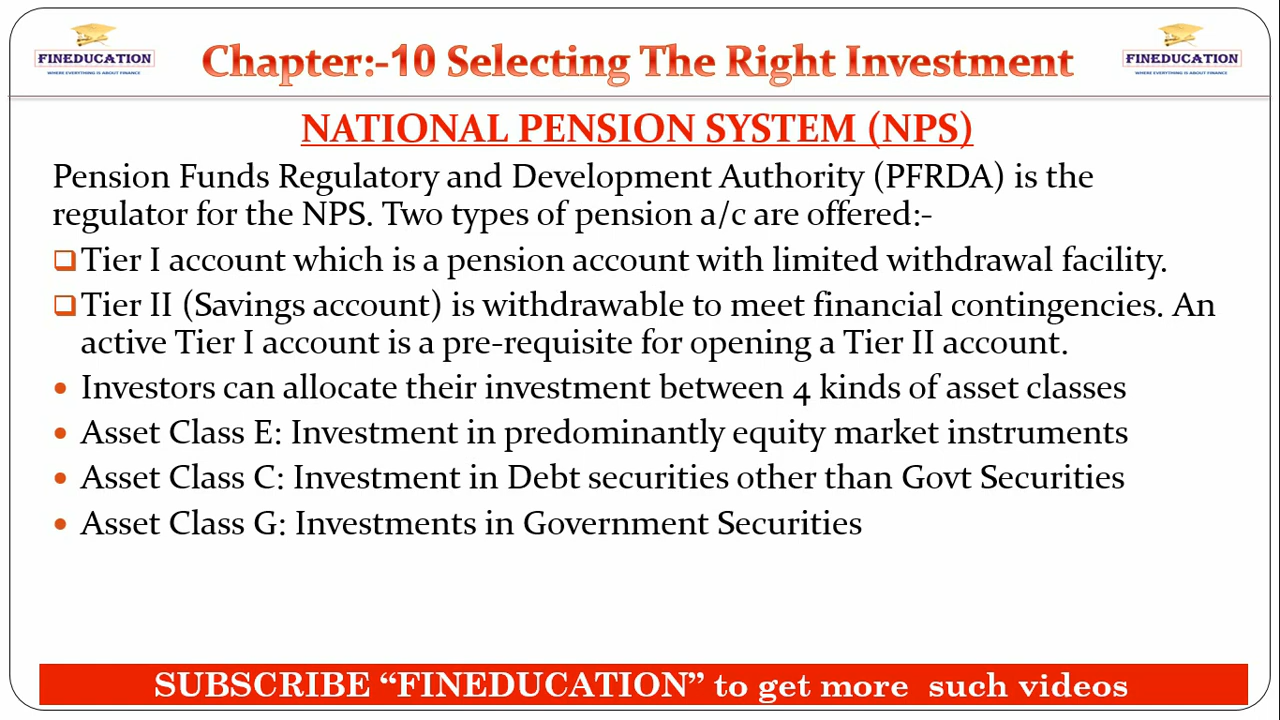 FINEDUCATION
WHERE EVERYTHING IS ABOUT FINANCE
Chapter:-10 Selecting The Right Investment
FINEDUCATION
WHERE EVERYTHING IS ABOUT FINANCE
NATIONAL PENSION SYSTEM (NPS)
Pension Funds Regulatory and Development Authority (PFRDA) is the
regulator for the NPS. Two types of pension a/c are offered:-
Tier I account which is a pension account with limited withdrawal facility.
Tier II (Savings account) is withdrawable to meet financial contingencies. An
active Tier I account is a pre-requisite for opening a Tier II account.
Investors can allocate their investment between 4 kinds of asset classes
Asset Class E: Investment in predominantly equity market instruments
Asset Class C: Investment in Debt securities other than Govt Securities
Asset Class G: Investments in Government Securities
SUBSCRIBE “FINEDUCATION” to get more such videos